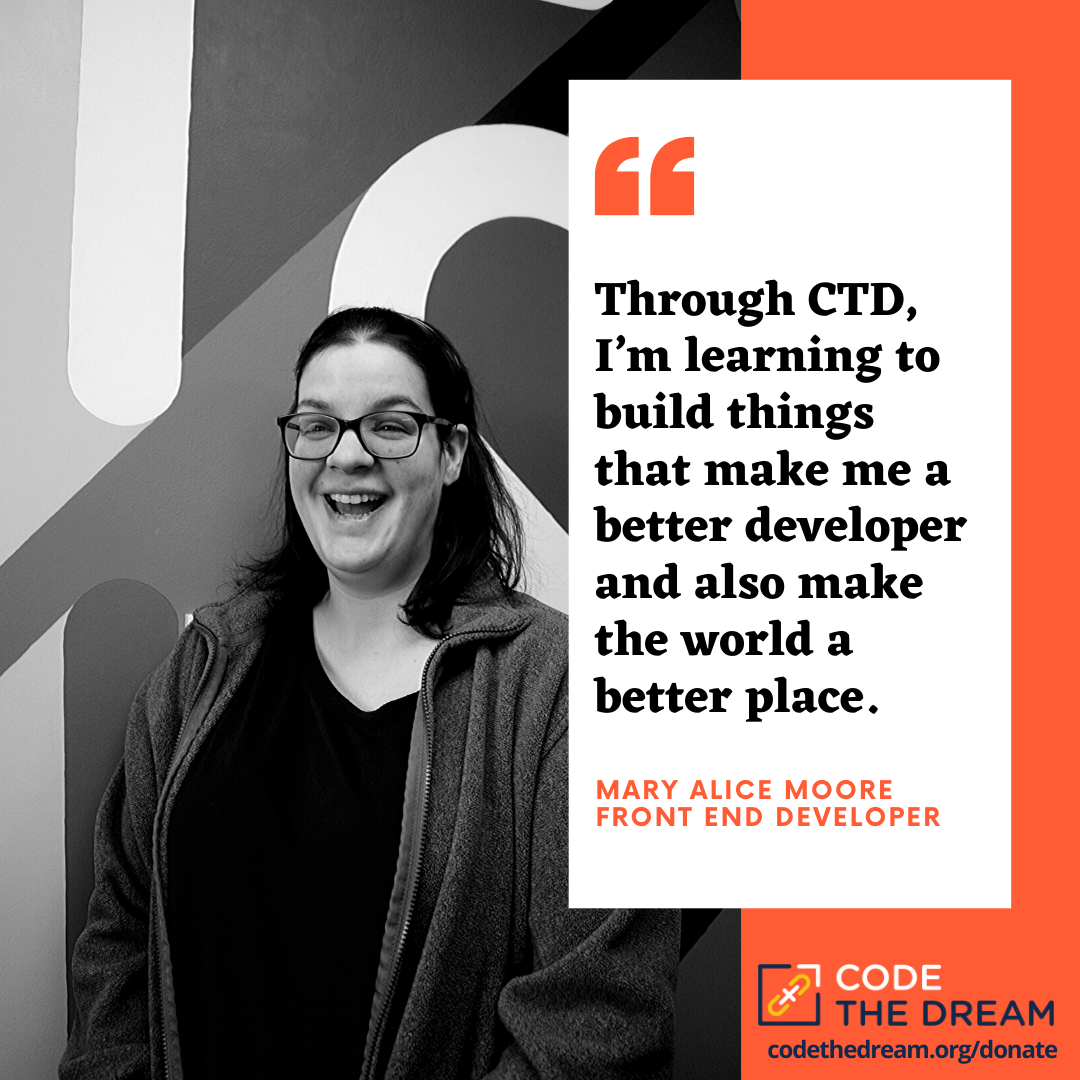 Through CTD,
I’m learning to
build things
that make me a
better developer
and also make
the world a
better place.
MARY ALICE MOORE
FRONT END DEVELOPER
CODE
THE DREAM
codethedream.org/donate